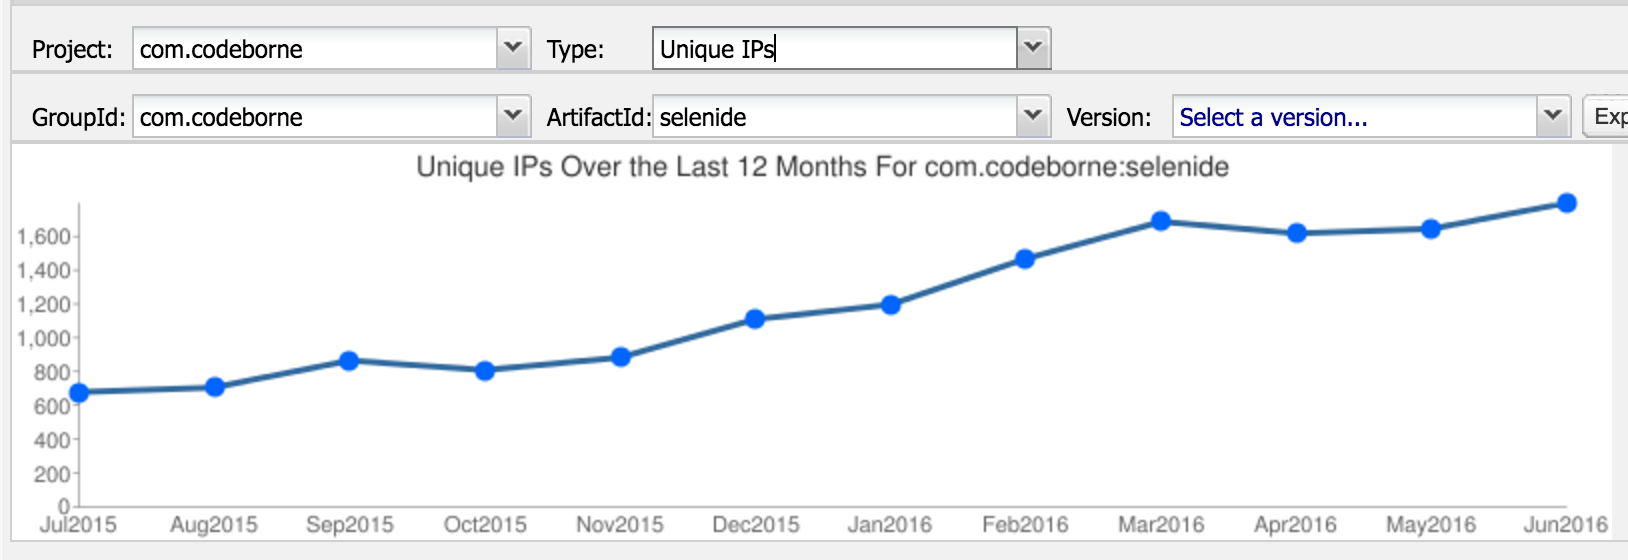 Project: com.codeborne Type: Unique IPs
GroupId: com.codeborne ArtifactId: selenide Version: Select a version... Exp
Unique IPs Over the Last 12 Months For com.codeborne:selenide
1,600
1,400
1,200
1,000
800
600
400
200
0
Jul2015 Aug2015 Sep2015 Oct2015 Nov2015 Dec2015 Jan2016 Feb2016 Mar2016 Apr2016 May2016 Jun2016